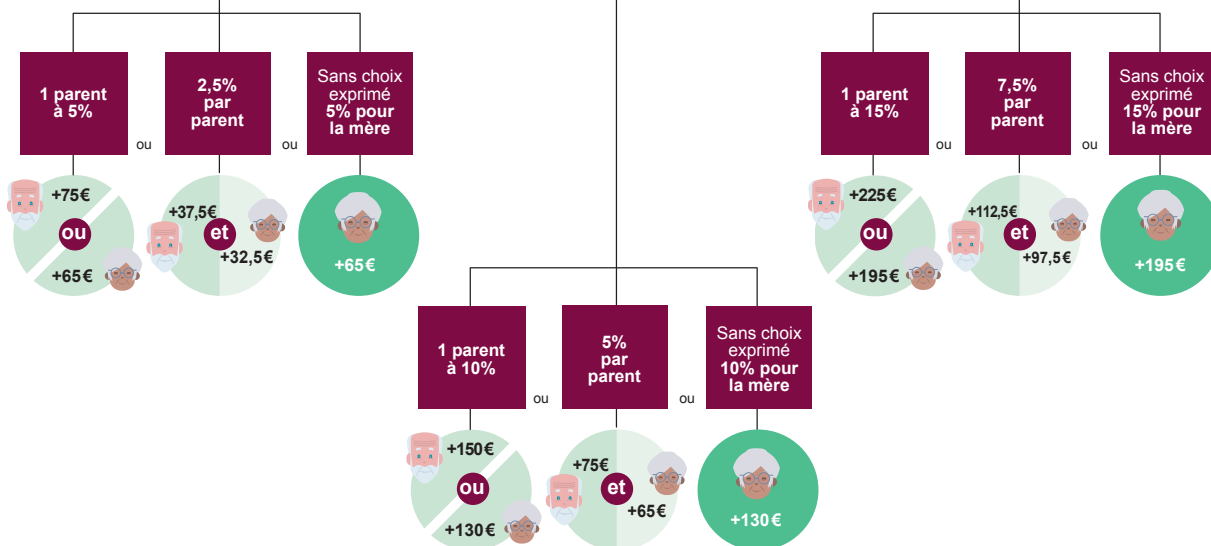 1 parent
à 5%
ou
2,5%
par
parent
ou
Sans choix
exprimé
5% pour
la mère
+75€
ou
+65€
+37,5€
et
+32,5€
+65€
1 parent
à 15%
ou
7,5%
par
parent
ou
Sans choix
exprimé
15% pour
la mère
+225€
ou
+195€
+112,5€
et
+97,5€
+195€
1 parent
à 10%
ou
5%
par
parent
ou
Sans choix
exprimé
10% pour
la mère
+150€
ou
+130€
+75€
et
+65€
+130€